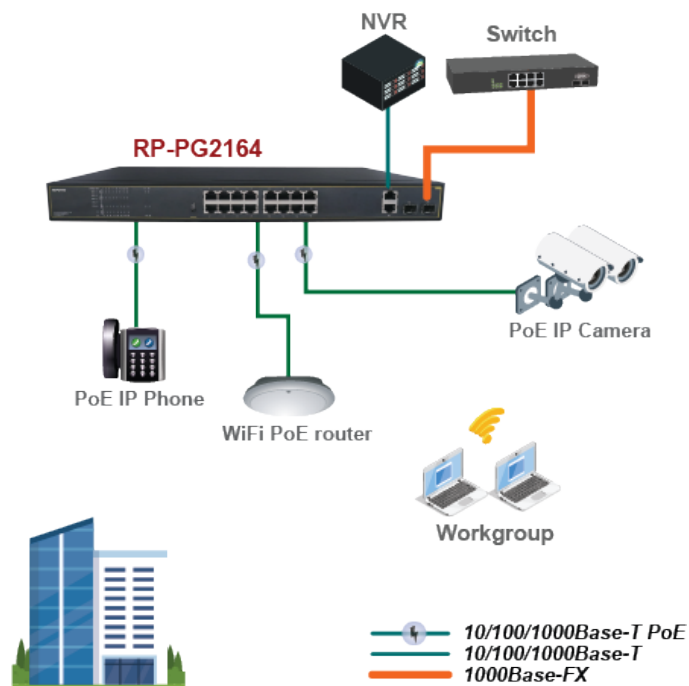 NVR
Switch
RP-PG2164
PoE IP Camera
PoE IP Phone
WiFi PoE router
Workgroup
10/100/1000Base-T PoE
10/100/1000Base-T
1000Base-FX